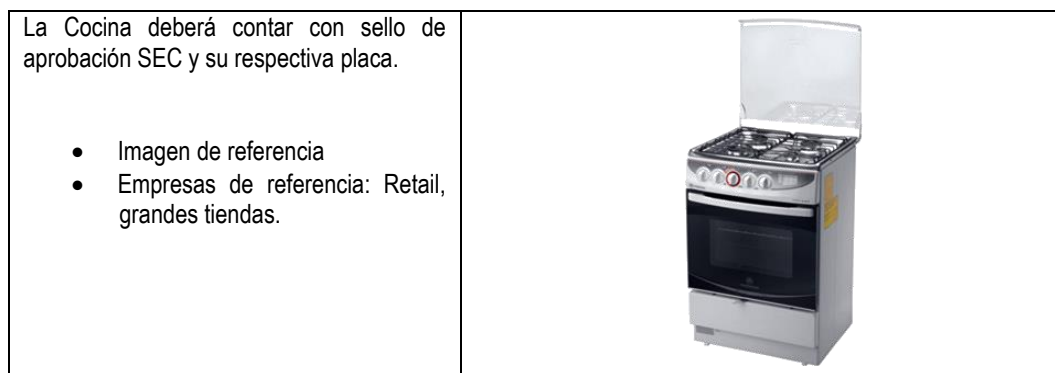 La Cocina deberá contar con sello de
aprobación SEC y su respectiva placa.
• Imagen de referencia
• Empresas de referencia: Retail,
grandes tiendas.